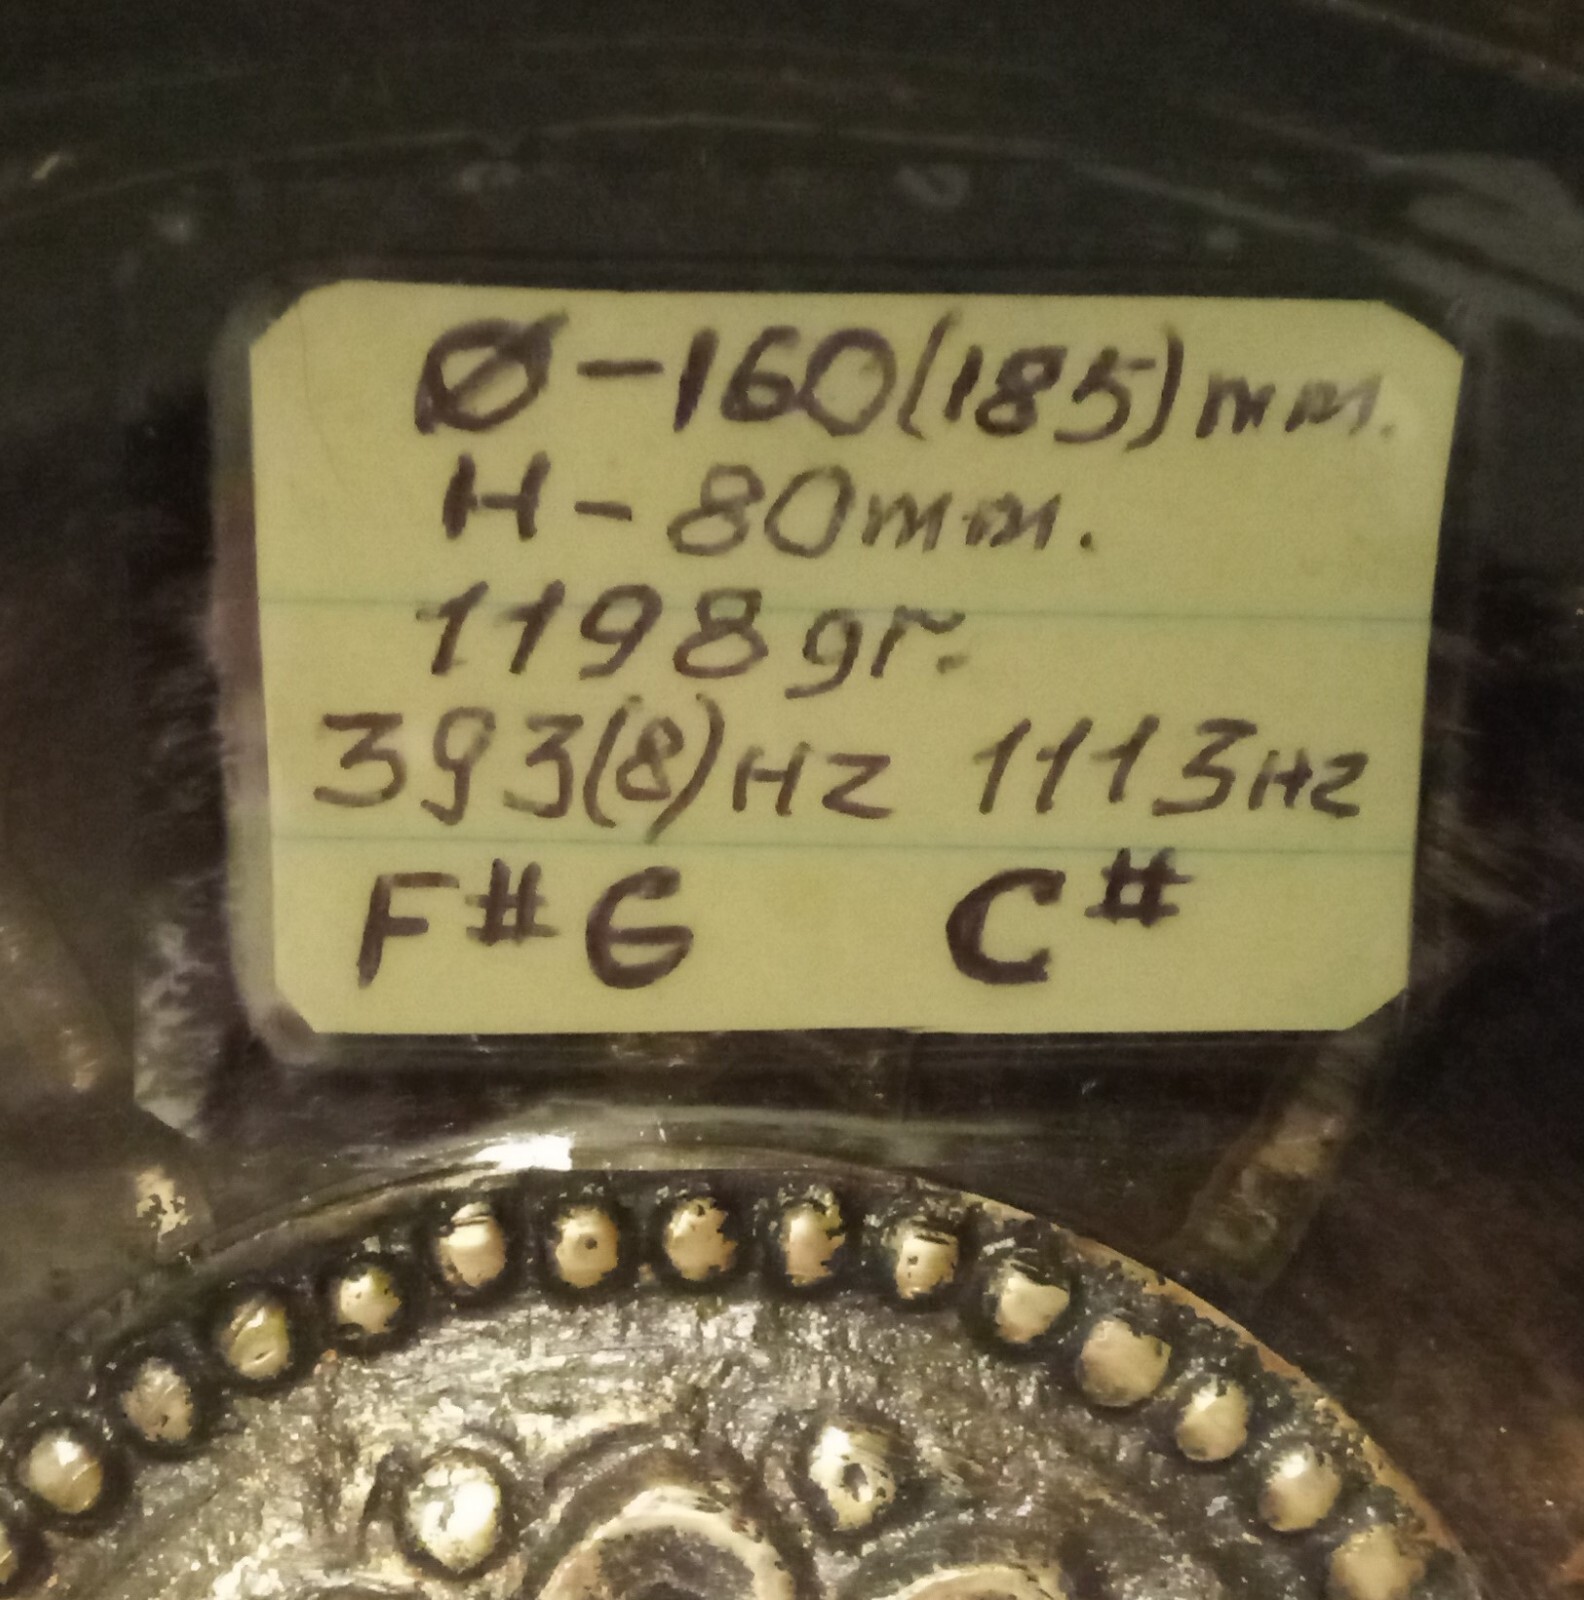 Ø-160(185)mm.
H-80mm.
1198gr.
393(8)HZ 1113HZ
F#G C#